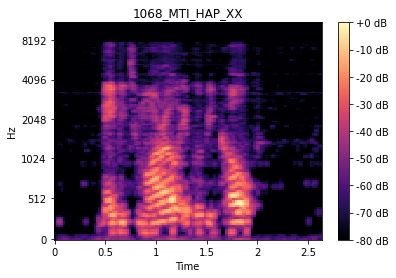 1068_MTI_HAP_XX
+0 dB
8192
-10 dB
4096
-20 dB
-30 dB
2048
-40 dB
Hz
1024
-50 dB
512
-60 dB
-70 dB
0
-80 dB
0 0.5 1 1.5 2 2.5
Time